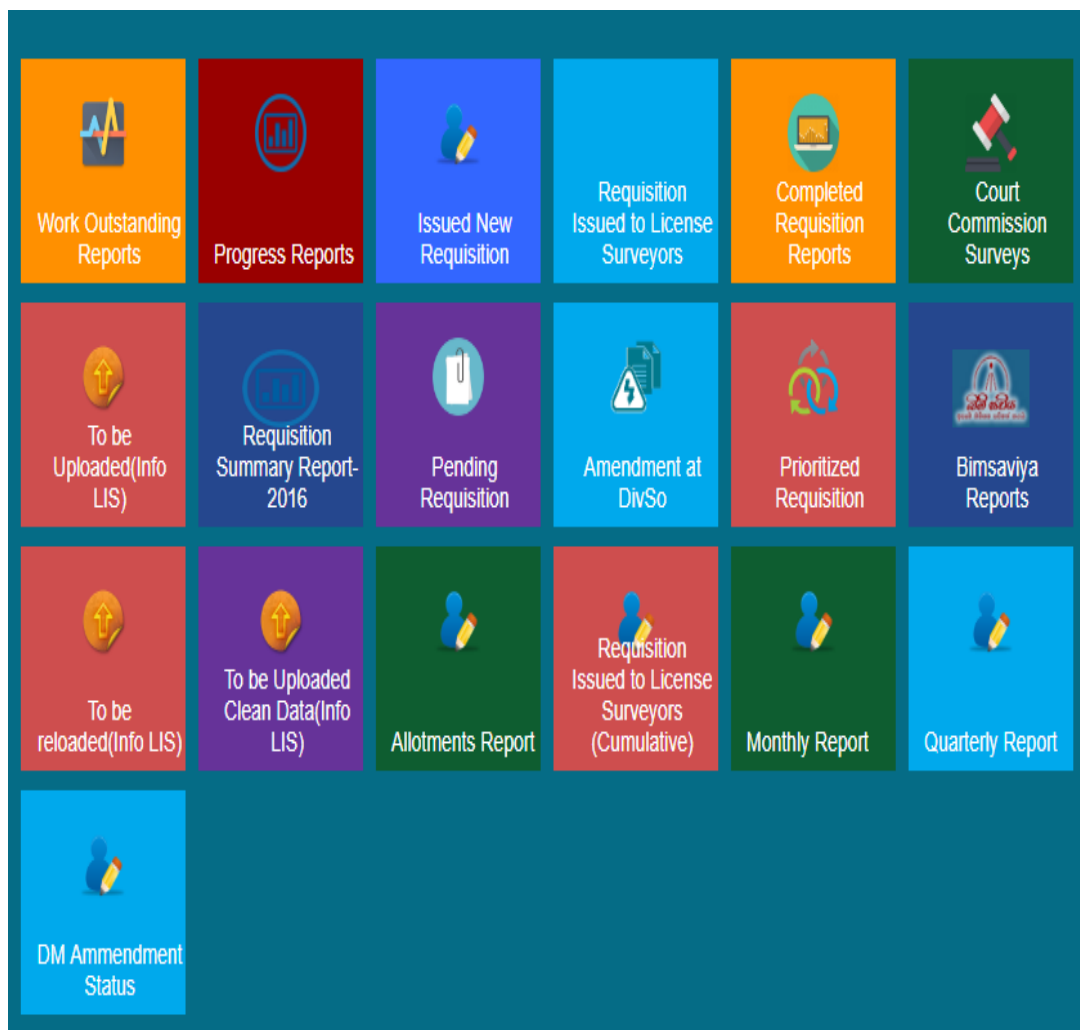 Work Outstanding
Reports
Progress Reports
Issued New
Requisition
Requisition
Issued to License
Surveyors
Completed
Requisition
Reports
Court
Commission
Surveys
To be
Uploaded(Info
LIS)
Requisition
Summary Report-
2016
Pending
Requisition
Amendment at
DivSo
Prioritized
Requisition
බිම් සවිය
Bimsaviya
Reports
To be
reloaded(Info LIS)
To be Uploaded
Clean Data(Info
LIS)
Allotments Report
Requisition
Issued to License
Surveyors
(Cumulative)
Monthly Report
Quarterly Report
DM Ammendment
Status